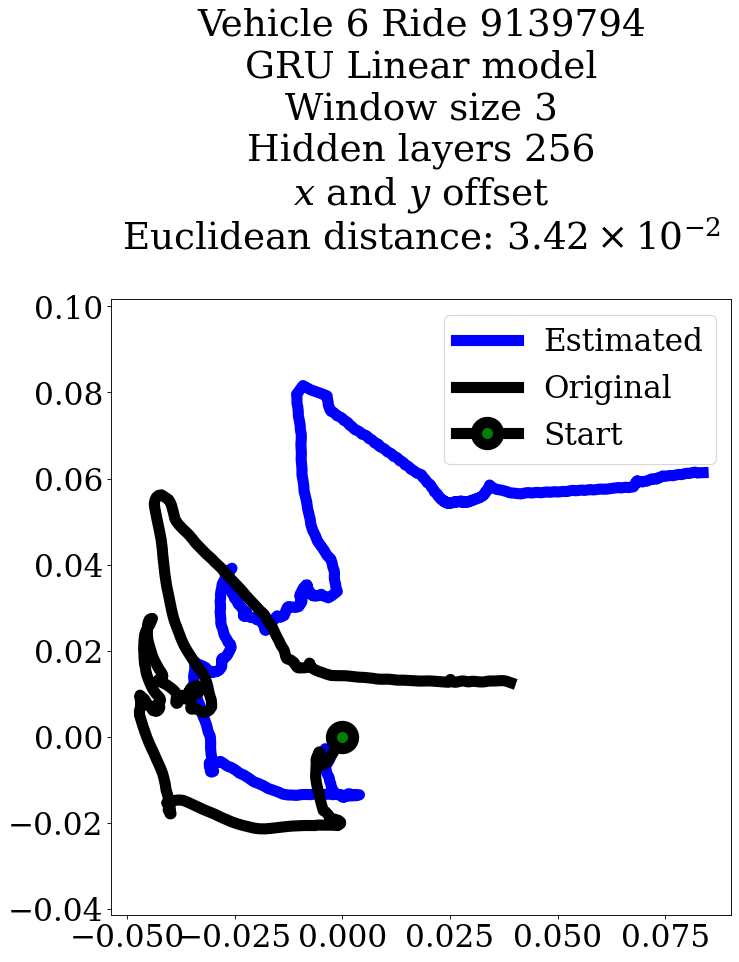 Vehicle 6 Ride 9139794
GRU Linear model
Window size 3
Hidden layers 256
x and y offset
Euclidean distance: 3.42 × 10⁻²
Estimated
Original
Start
0.10
0.08
0.06
0.04
0.02
0.00
−0.02
−0.04
−0.050 −0.025 0.000 0.025 0.050 0.075